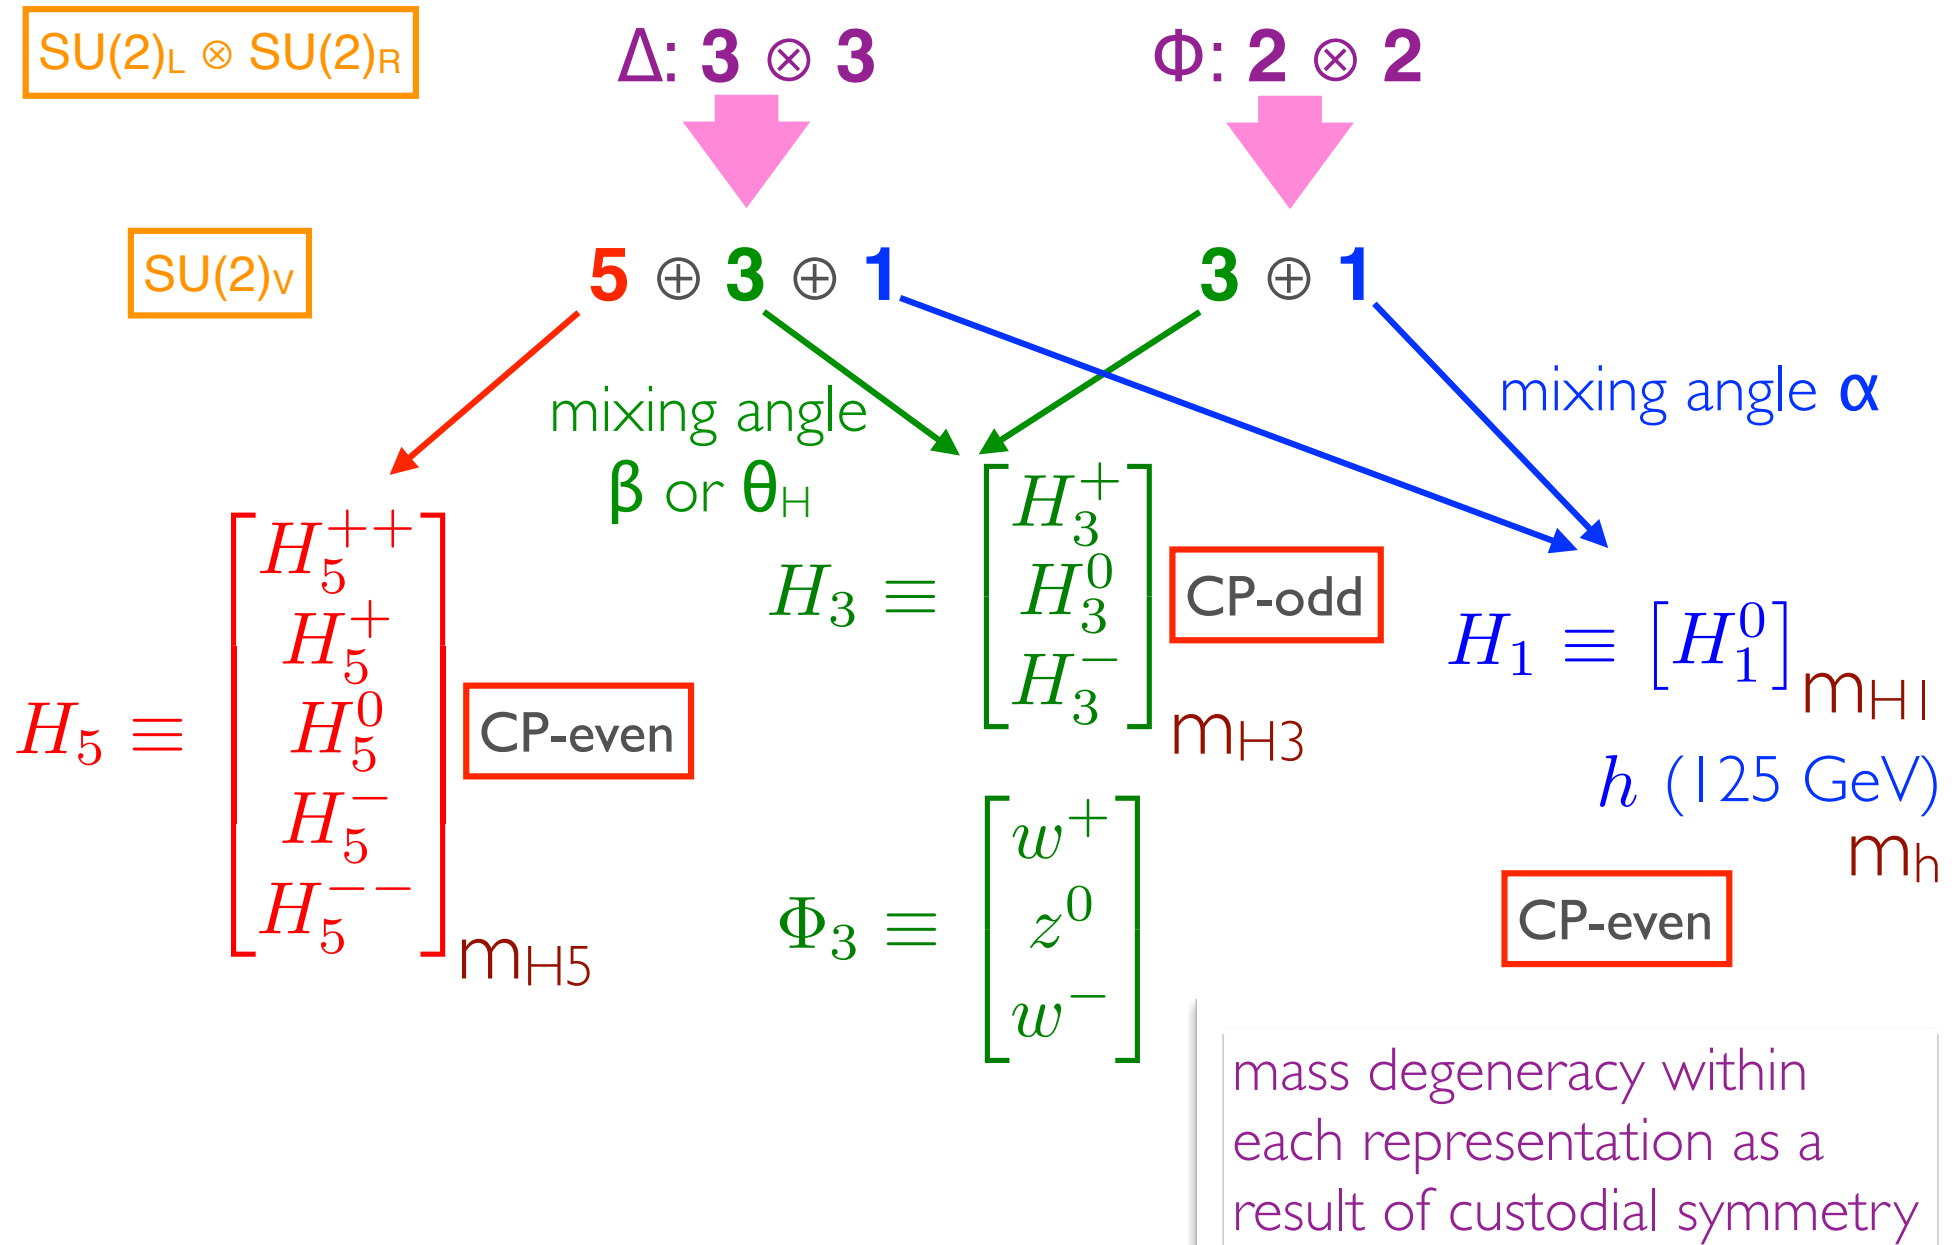 SU(2)L ⊗ SU(2)R
Δ: 3 ⊗ 3
Φ: 2 ⊗ 2
SU(2)V
5 ⊕ 3 ⊕ 1
3 ⊕ 1
mixing angle
β or θH
mixing angle α
H₅ ≡ [H₅⁺⁺
H₅⁺
H₅⁰
H₅⁻
H₅⁻⁻]
CP-even
mH5
H₃ ≡ [H₃⁺
H₃⁰
H₃⁻]
CP-odd
mH3
Φ₃ ≡ [w⁺
z⁰
w⁻]
H₁ ≡ [H₁⁰]
mH1
h (125 GeV)
mh
CP-even
mass degeneracy within
each representation as a
result of custodial symmetry